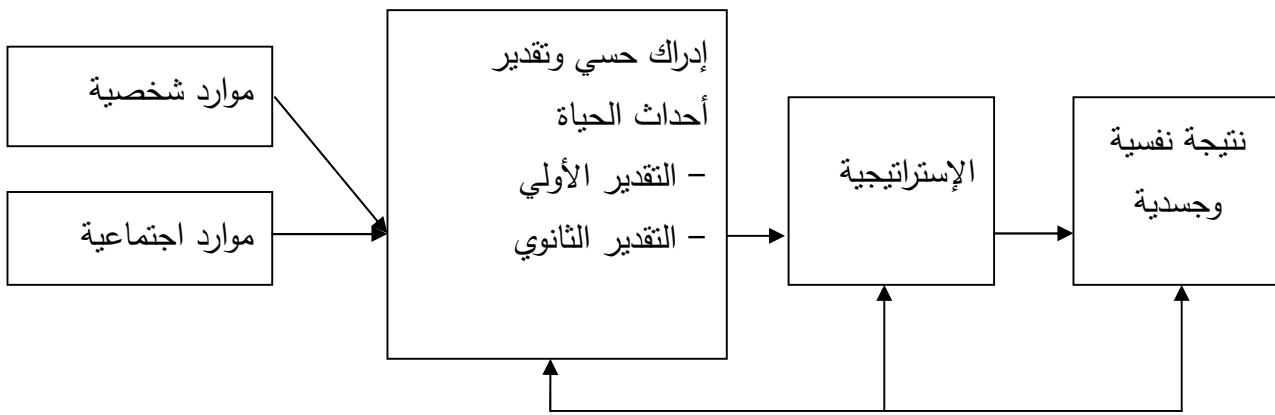 موارد شخصية
موارد اجتماعية
إدراك حسي وتقدير
أحداث الحياة
– التقدير الأولي
– التقدير الثانوي
الإستراتيجية
نتيجة نفسية
وجسدية